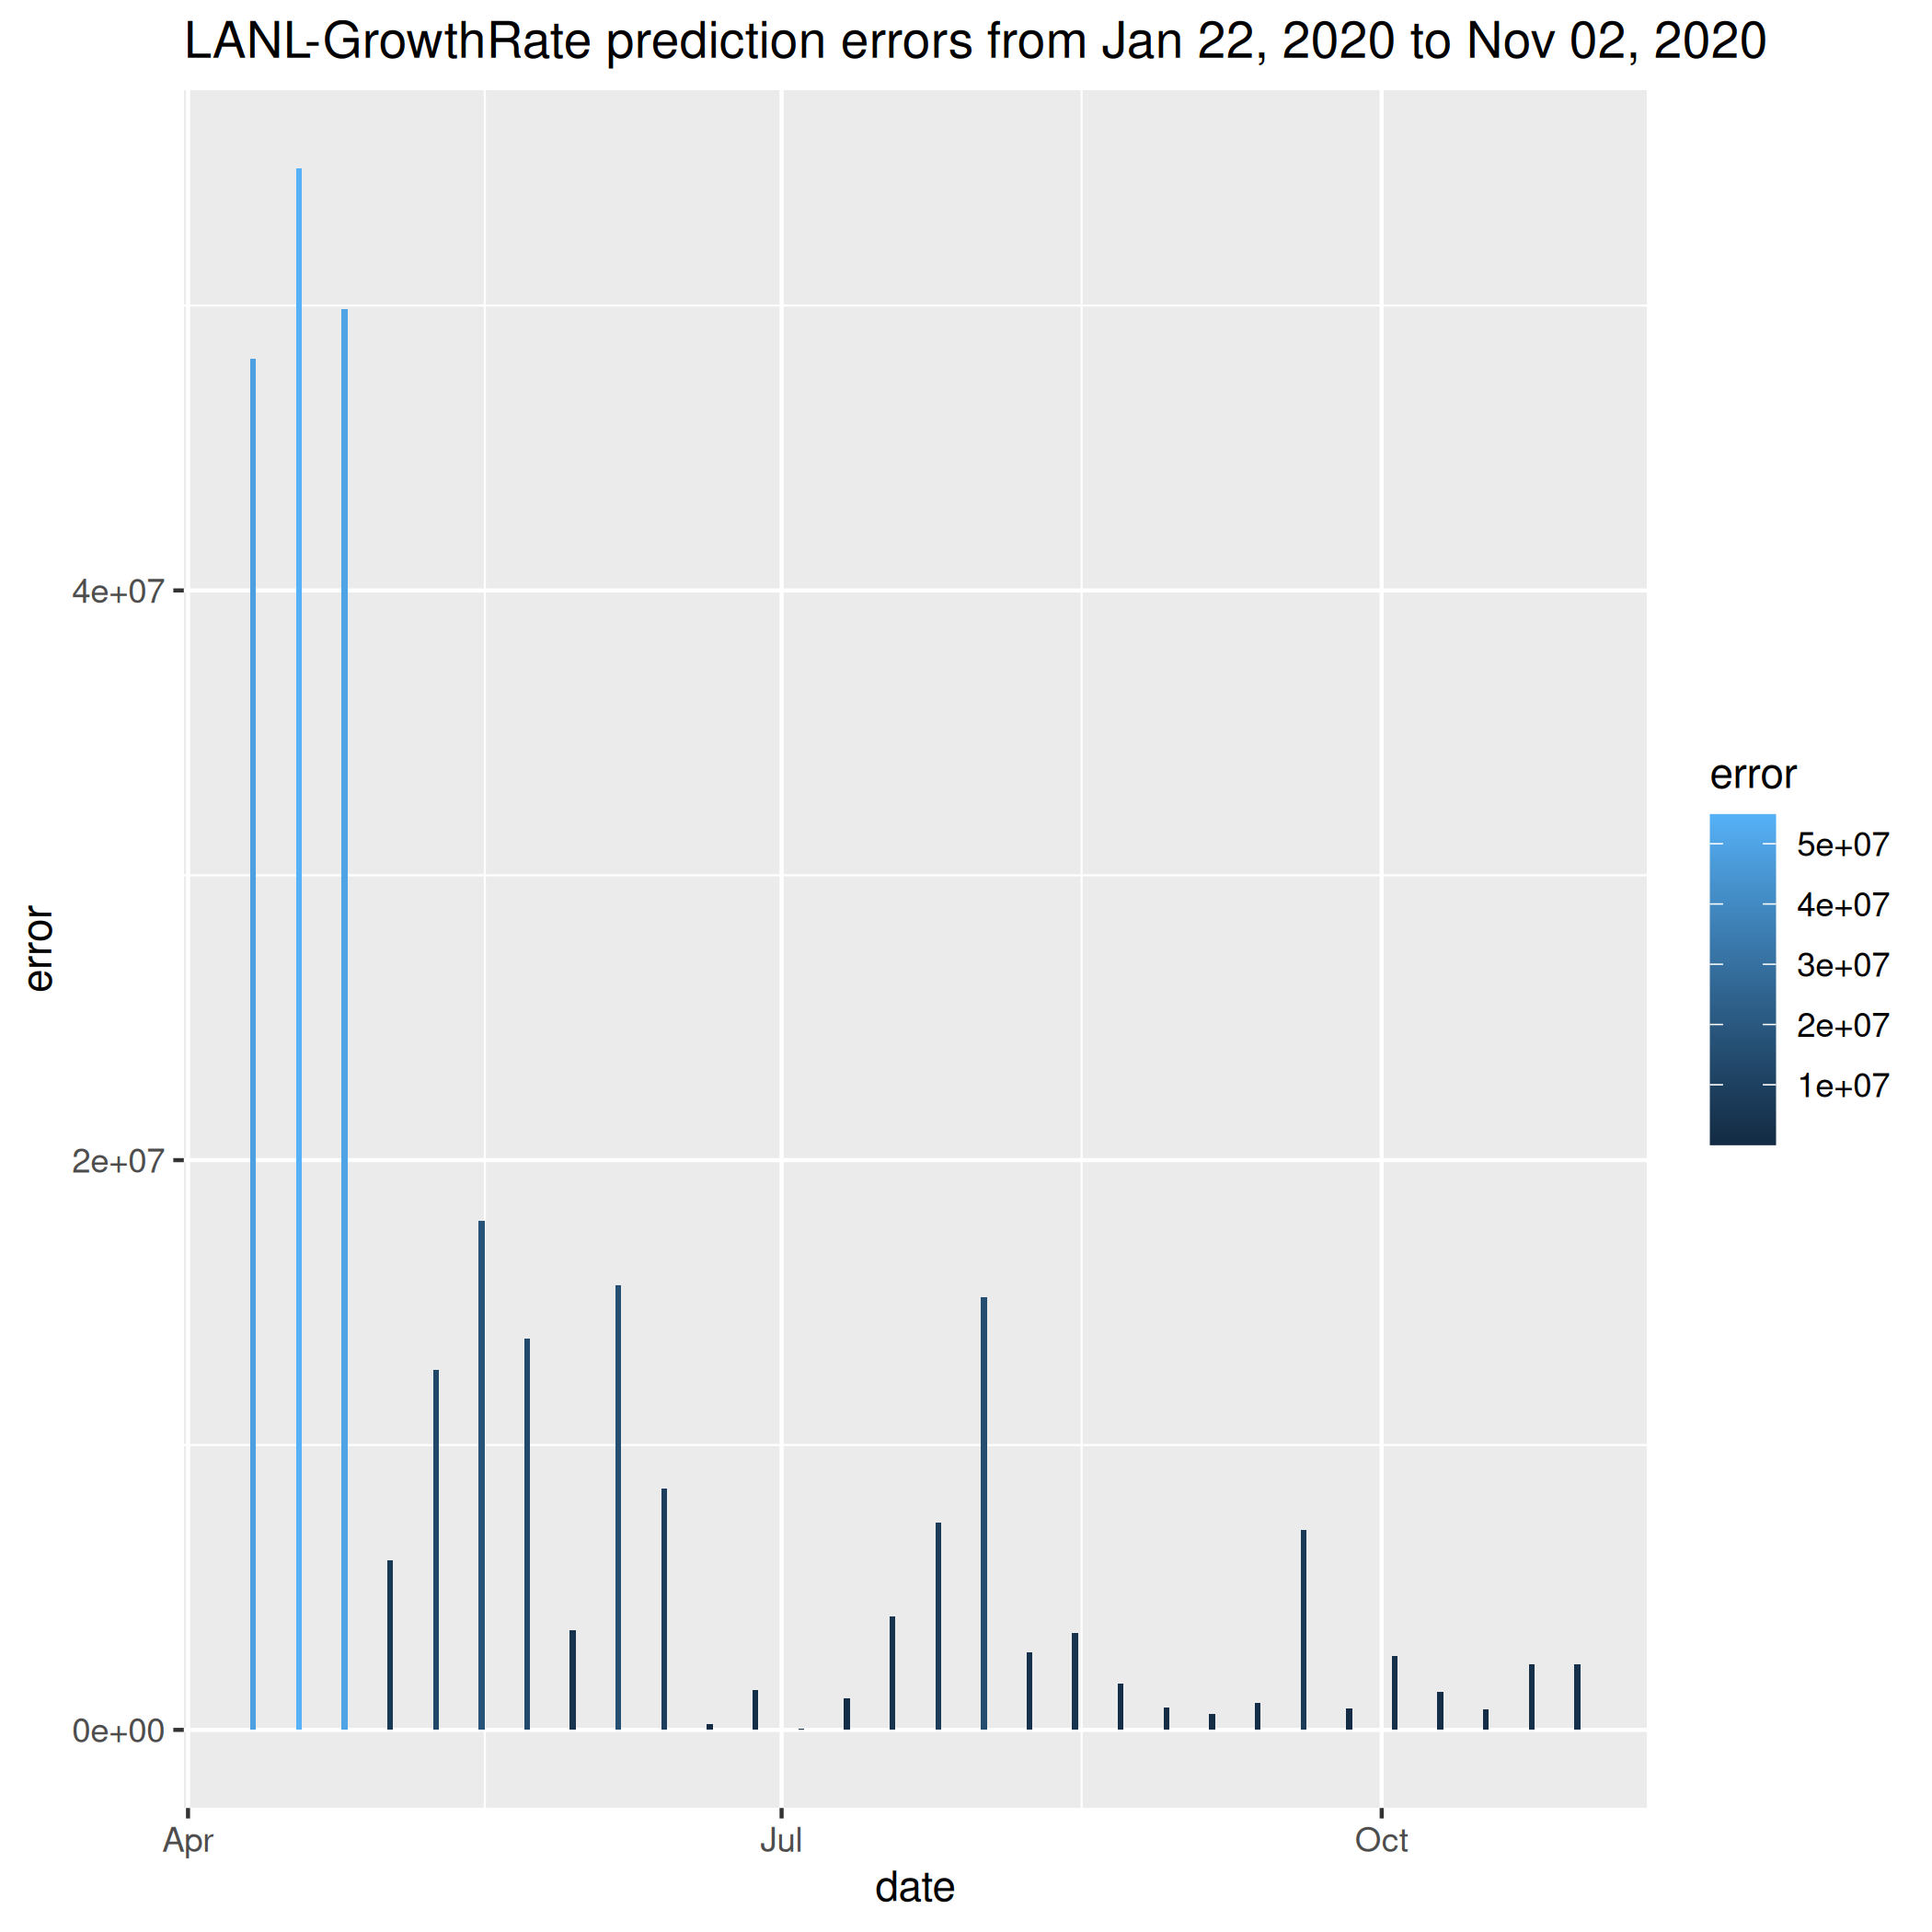 LANL-GrowthRate prediction errors from Jan 22, 2020 to Nov 02, 2020
error
4e+07
2e+07
0e+00
Apr
Jul
Oct
date
error
5e+07
4e+07
3e+07
2e+07
1e+07